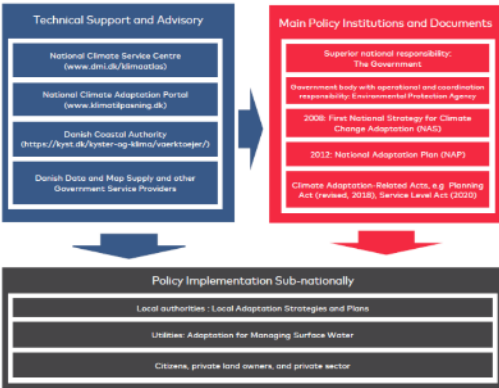 Technical Support and Advisory
National Climate Service Centre
(www.dmi.dk/klimaatlas)
National Climate Adaptation Portal
(www.klimatilpasning.dk)
Danish Coastal Authority
(https://kyst.dk/kyster-og-klima/vaerktoejer/)
Danish Data and Map Supply and other
Government Service Providers
Main Policy Institutions and Documents
Superior national responsibility:
The Government
Government body with operational and coordination
responsibility: Environmental Protection Agency
2008: First National Strategy for Climate
Change Adaptation (NAS)
2012: National Adaptation Plan (NAP)
Climate Adaptation-Related Acts, e.g Planning
Act (revised, 2018), Service Level Act (2020)
Policy Implementation Sub-nationally
Local authorities : Local Adaptation Strategies and Plans
Utilities: Adaptation for Managing Surface Water
Citizens, private land owners, and private sector